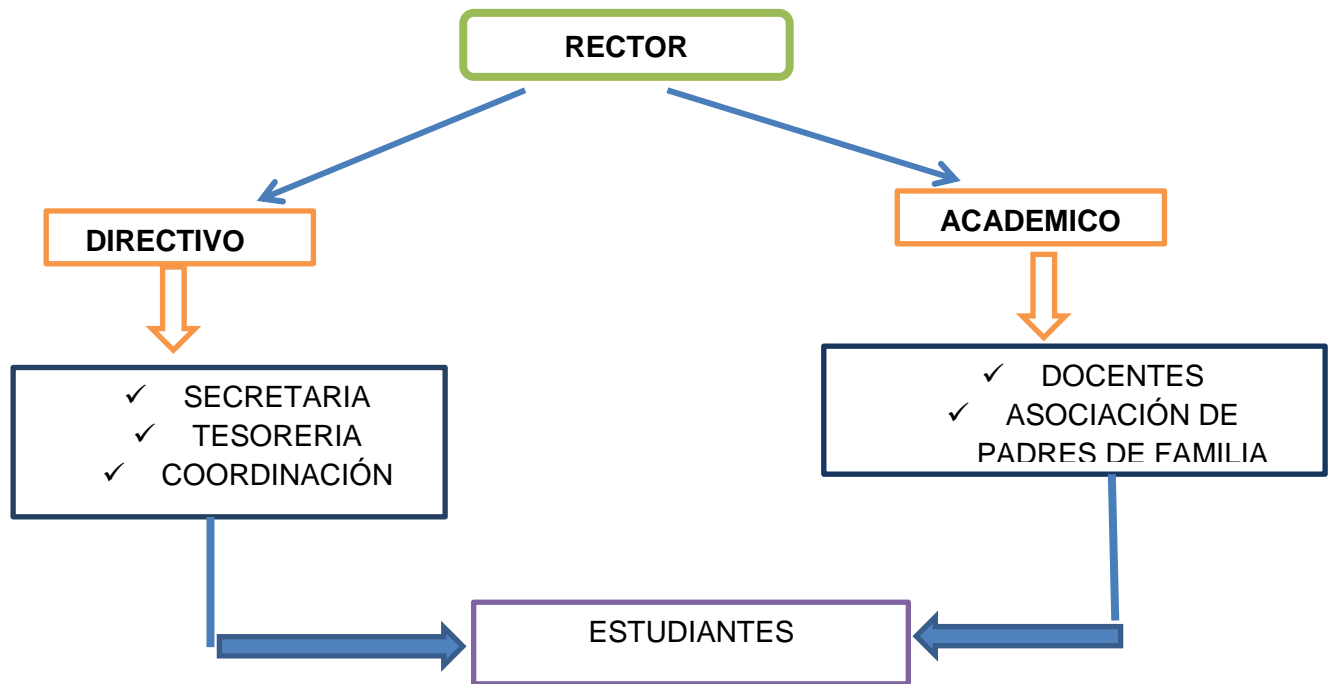 RECTOR
DIRECTIVO
ACADEMICO
✓ SECRETARIA
✓ TESORERIA
✓ COORDINACIÓN
✓ DOCENTES
✓ ASOCIACIÓN DE
PADRES DE FAMILIA
ESTUDIANTES